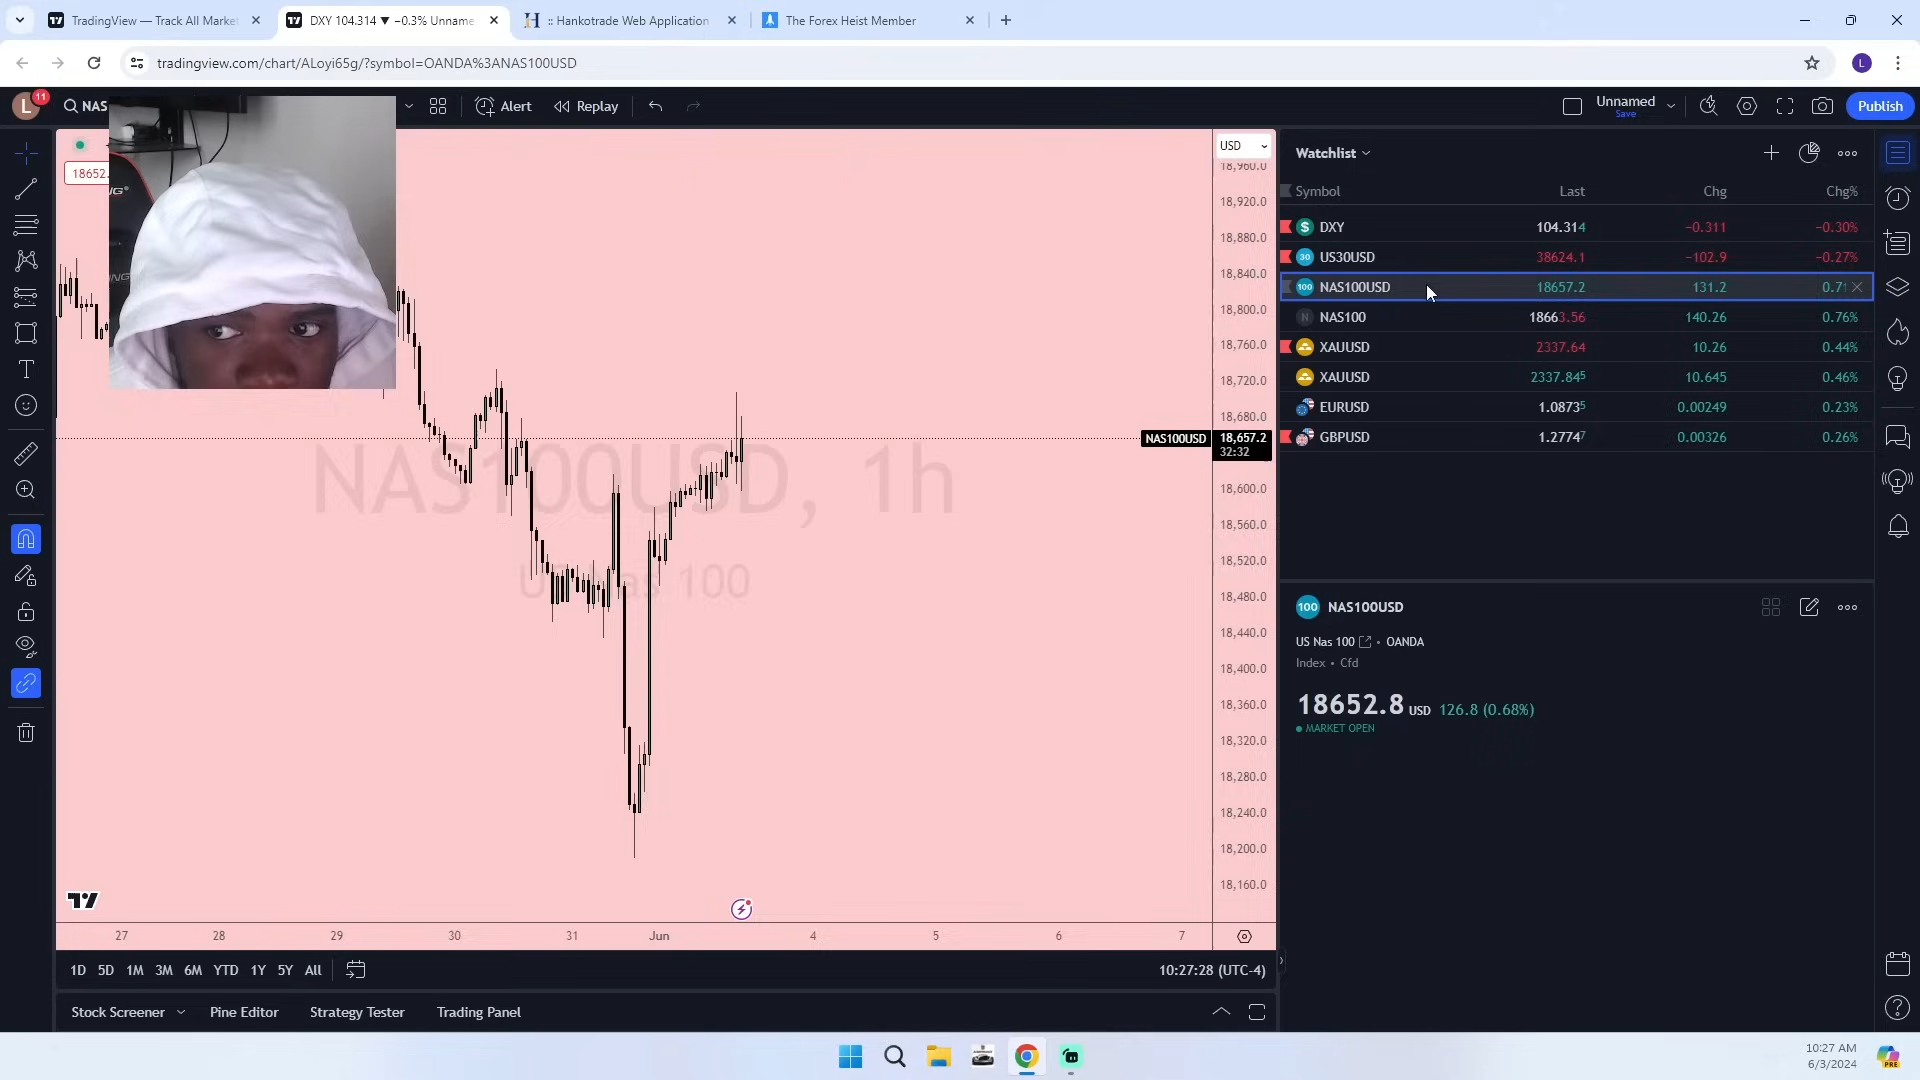 TradingView — Track All Marke
DXY 104.314 ▼ −0.3% Unname
:: Hankotrade Web Application
The Forex Heist Member
tradingview.com/chart/ALoyi65g/?symbol=OANDA%3ANAS100USD
L
L
11
NAS
Alert
Replay
Unnamed
Save
Publish
18652.
USD
18,960.0
18,920.0
18,880.0
18,840.0
18,800.0
18,760.0
18,720.0
18,680.0
NAS100USD 18,657.2
32:32
18,600.0
18,560.0
18,520.0
18,480.0
18,440.0
18,400.0
18,360.0
18,320.0
18,280.0
18,240.0
18,200.0
18,160.0
NAS100USD, 1h
US Nas 100
27 28 29 30 31 Jun 4 5 6 7
1D 5D 1M 3M 6M YTD 1Y 5Y All
10:27:28 (UTC-4)
Stock Screener Pine Editor Strategy Tester Trading Panel
Watchlist
Symbol Last Chg Chg%
DXY 104.314 −0.311 −0.30%
US30USD 38624.1 −102.9 −0.27%
NAS100USD 18657.2 131.2 0.71
NAS100 18663.56 140.26 0.76%
XAUUSD 2337.64 10.26 0.44%
XAUUSD 2337.845 10.645 0.46%
EURUSD 1.08735 0.00249 0.23%
GBPUSD 1.27747 0.00326 0.26%
100 NAS100USD
US Nas 100 • OANDA
Index • Cfd
18652.8 USD 126.8 (0.68%)
MARKET OPEN
10:27 AM
6/3/2024